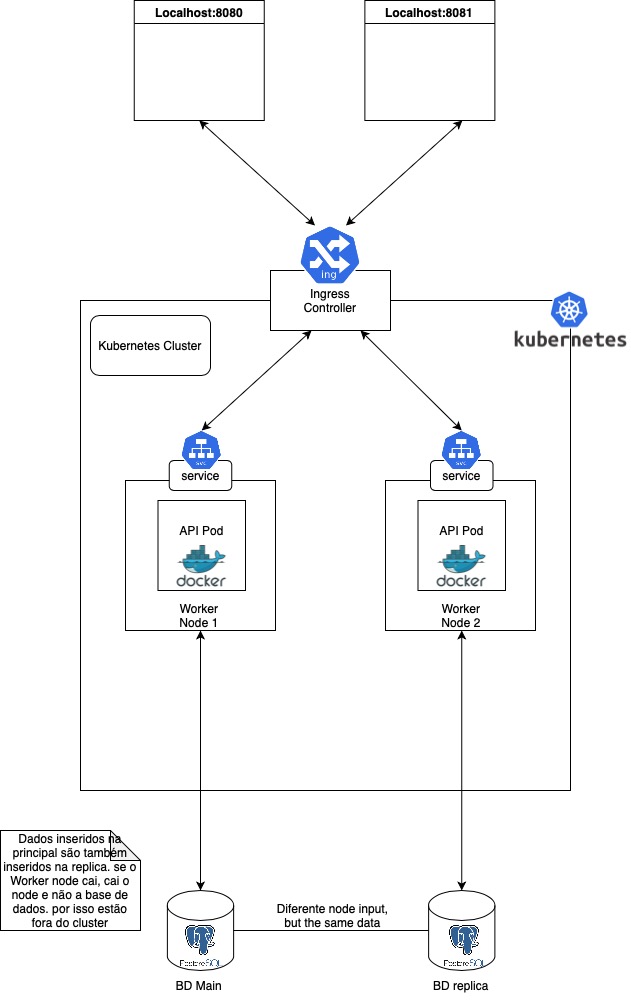 Localhost:8080
Localhost:8081
ing
Ingress
Controller
Kubernetes Cluster
kubernetes
svc
service
svc
service
API Pod
docker
API Pod
docker
Worker
Node 1
Worker
Node 2
Dados inseridos na
principal são também
inseridos na replica. se o
Worker node cai, cai o
node e não a base de
dados. por isso estão
fora do cluster
Diferente node input,
but the same data
PostgreSQL
PostgreSQL
BD Main
BD replica